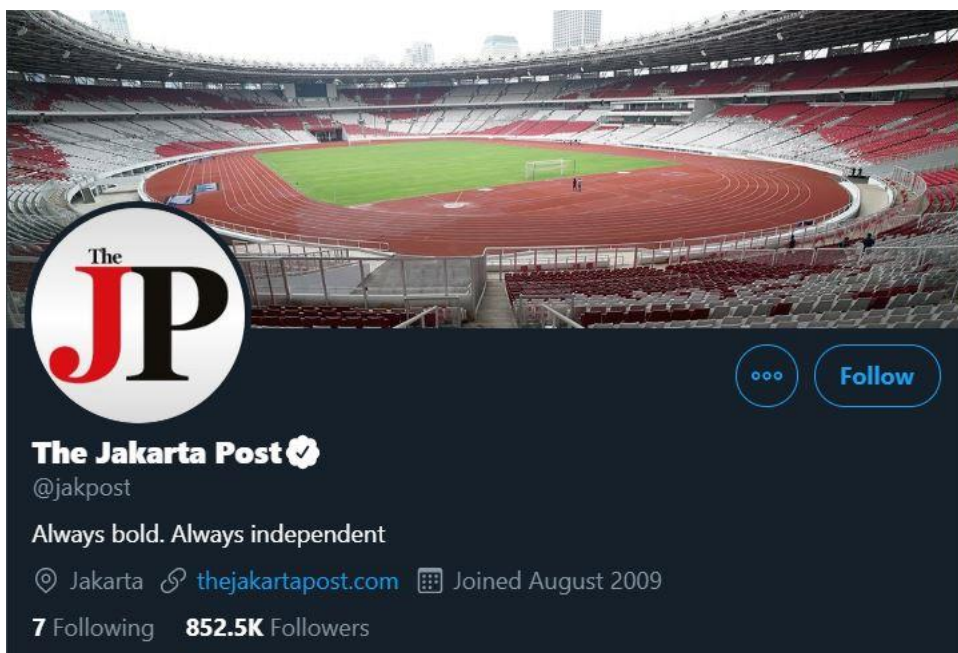 The
JP
Follow
The Jakarta Post
@jakpost
Always bold. Always independent
Jakarta thejakartapost.com Joined August 2009
7 Following 852.5K Followers